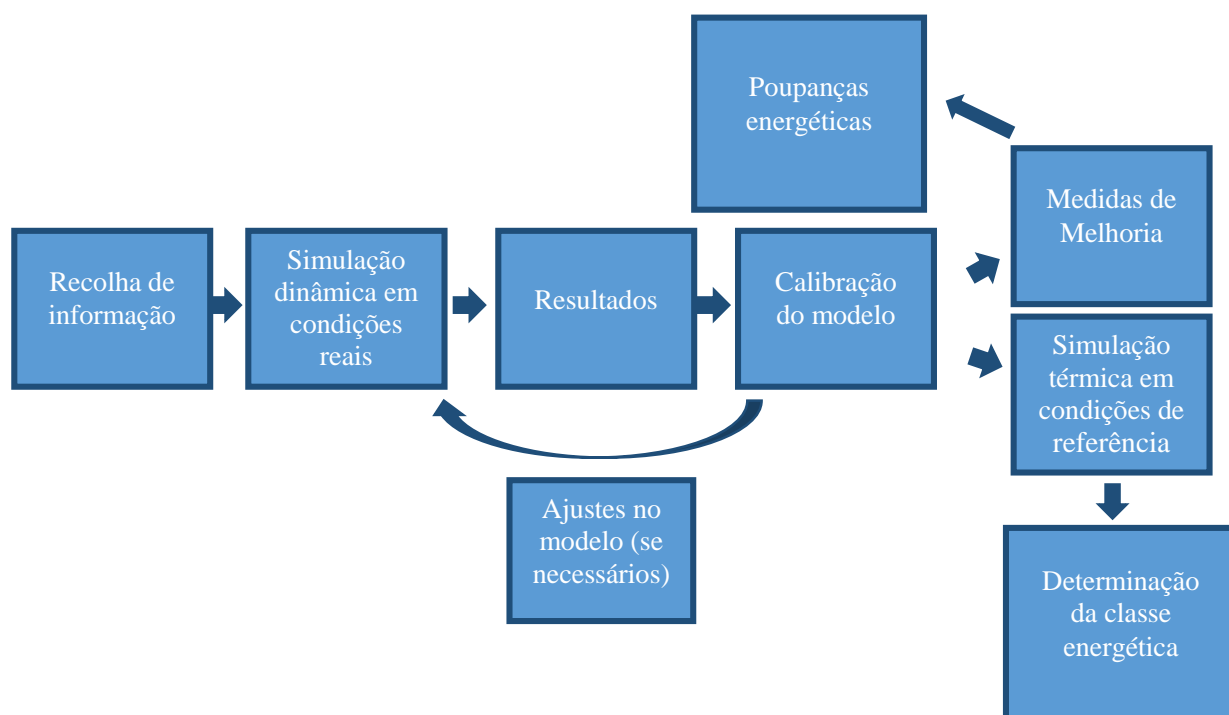 Poupanças
energéticas
Medidas de
Melhoria
Recolha de
informação
Simulação
dinâmica em
condições
reais
Resultados
Calibração
do modelo
Simulação
térmica em
condições de
referência
Ajustes no
modelo (se
necessários)
Determinação
da classe
energética